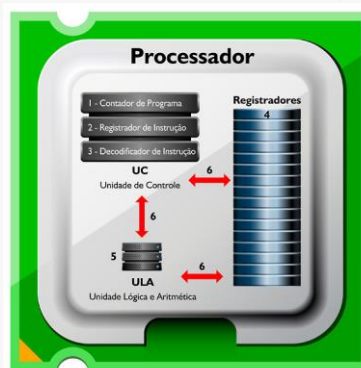 Processador
1 - Contador de Programa
2 - Registrador de Instrução
3 - Decodificador de Instrução
UC
Unidade de Controle
Registradores
4
6
6
5
ULA
Unidade Lógica e Aritmética
6